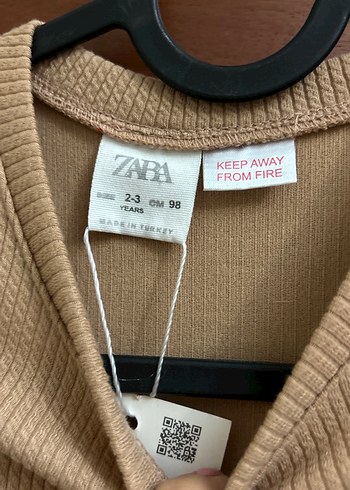 ZARA
SIZE 2-3 CM 98
YEARS
MADE IN TURKEY
KEEP AWAY
FROM FIRE